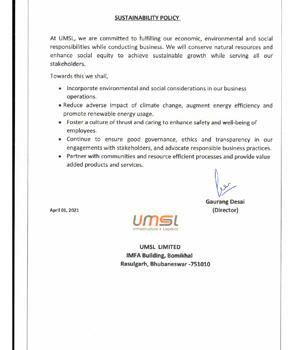 SUSTAINABILITY POLICY
At UMSL, we are committed to fulfilling our economic, environmental and social
responsibilities while conducting business. We will conserve natural resources and
enhance social equity to achieve sustainable growth while serving all our
stakeholders.
Towards this we shall,
• Incorporate environmental and social considerations in our business
operations.
• Reduce adverse impact of climate change, augment energy efficiency and
promote renewable energy usage.
• Foster a culture of thrust and caring to enhance safety and well-being of
employees.
• Continue to ensure good governance, ethics and transparency in our
engagements with stakeholders, and advocate responsible business practices.
• Partner with communities and resource efficient processes and provide value
added products and services.
Gaurang Desai
April 01, 2021 (Director)
UMSL
Infrastructure • Logistics
UMSL LIMITED
IMFA Building, Bomikhal
Rasulgarh, Bhubaneswar -751010